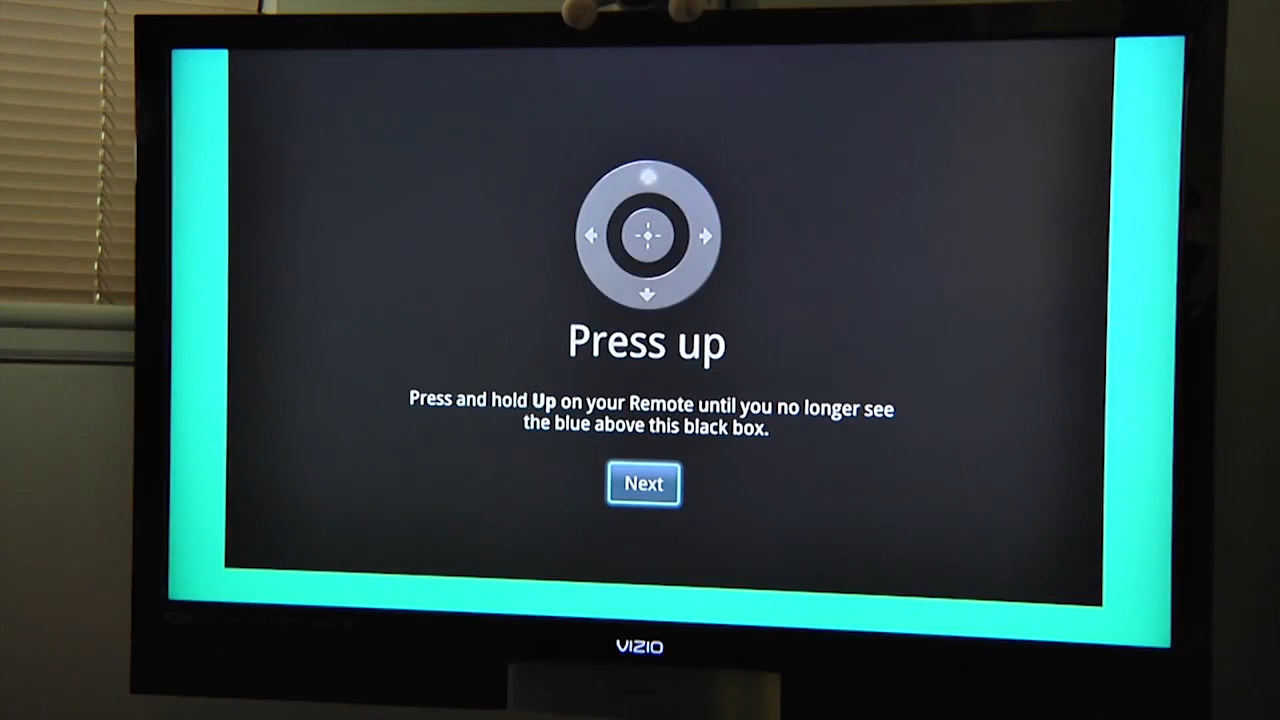 Press up
Press and hold Up on your Remote until you no longer see
the blue above this black box.
Next
VIZIO